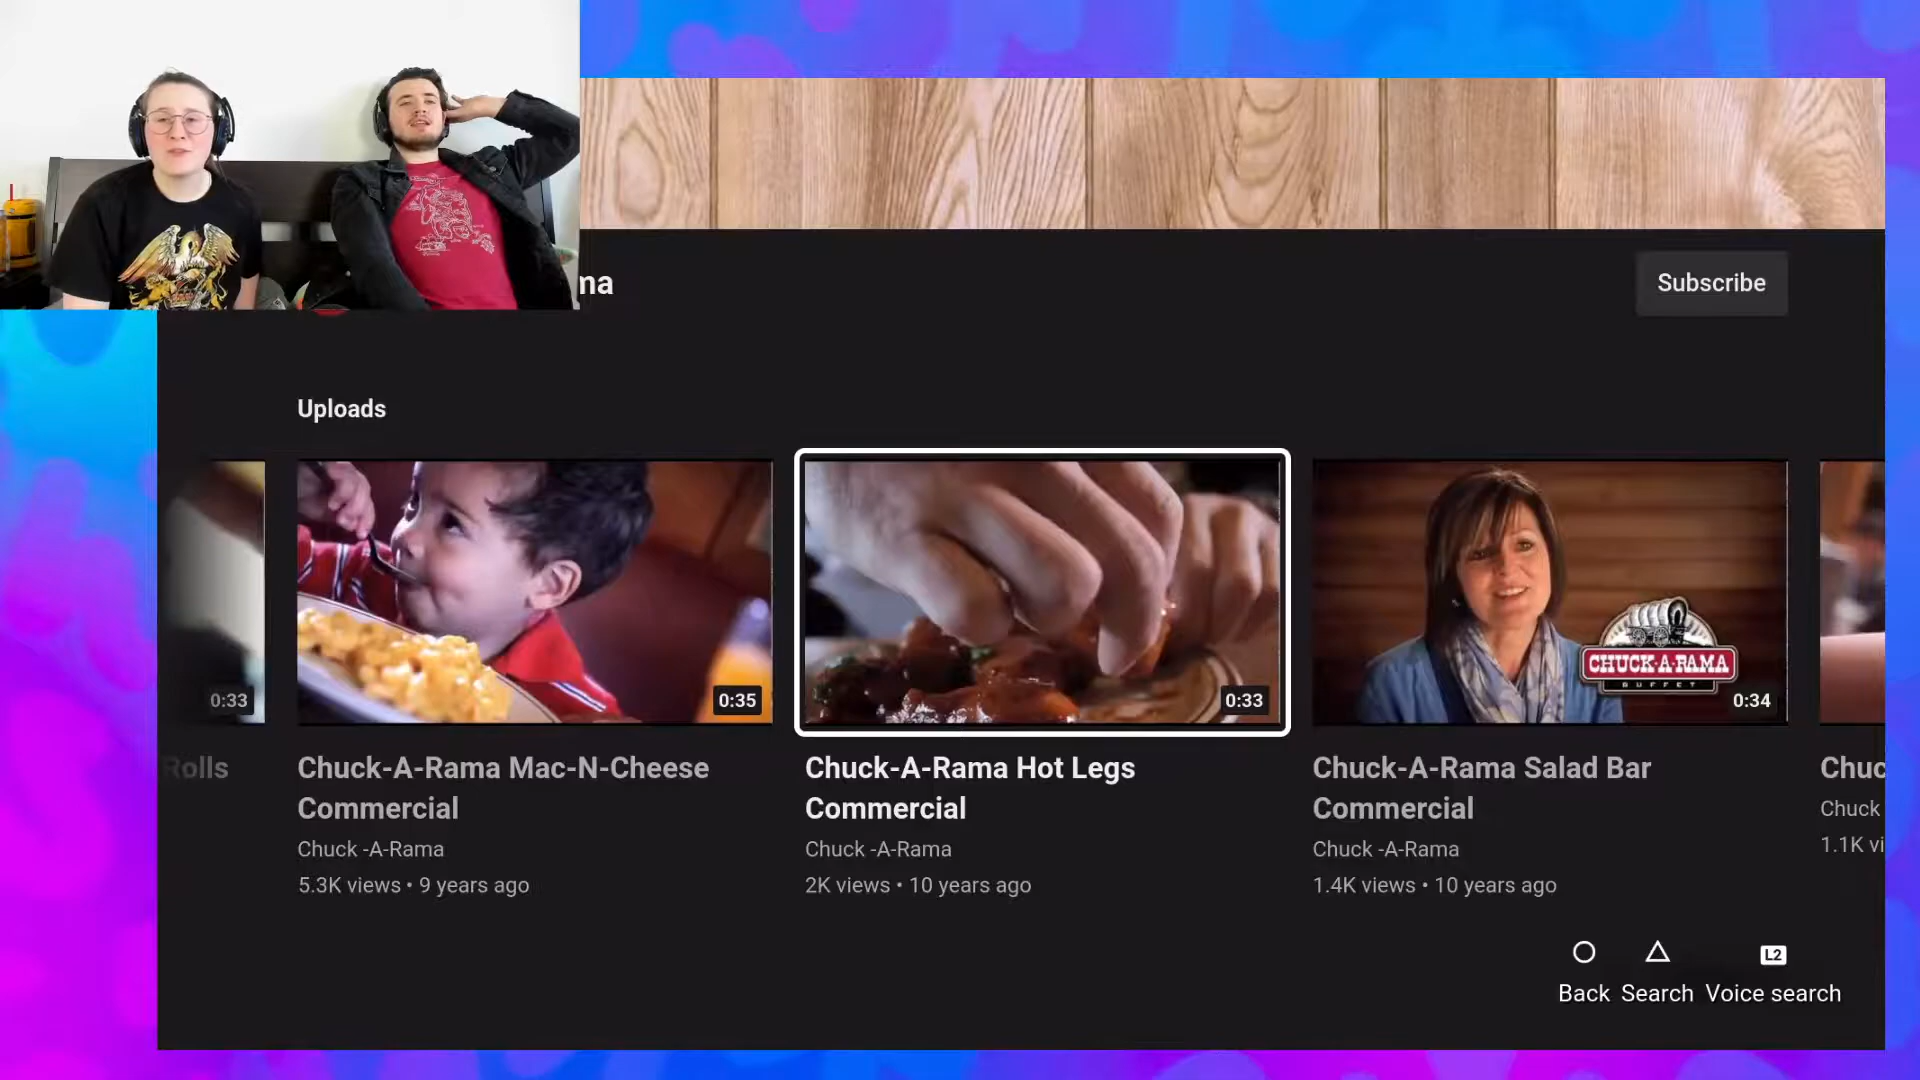 ma
Subscribe
Uploads
0:33
0:35
0:33
CHUCK-A-RAMA
BUFFET
0:34
Rolls
Chuck-A-Rama Mac-N-Cheese
Commercial
Chuck -A-Rama
5.3K views • 9 years ago
Chuck-A-Rama Hot Legs
Commercial
Chuck -A-Rama
2K views • 10 years ago
Chuck-A-Rama Salad Bar
Commercial
Chuck -A-Rama
1.4K views • 10 years ago
Chuc
Chuck
1.1K vi
L2
Back Search Voice search